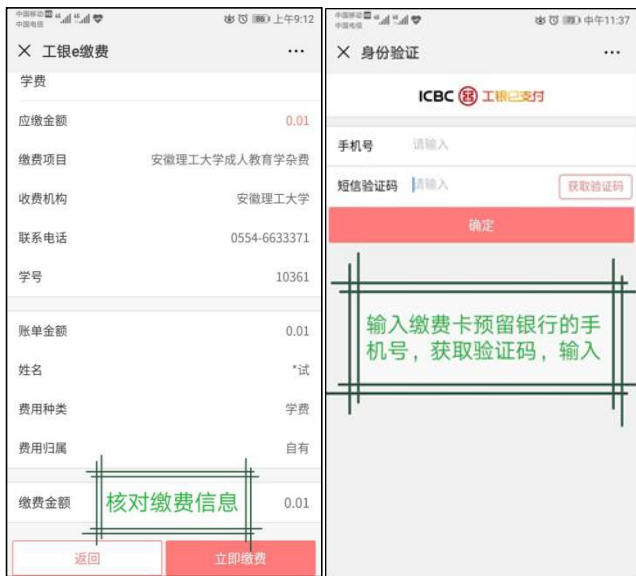 中国移动 HD 4G 4G
中国电信
86 上午9:12
工银e缴费 ...
学费
应缴金额 0.01
缴费项目 安徽理工大学成人教育学杂费
收费机构 安徽理工大学
联系电话 0554-6633371
学号 10361
账单金额 0.01
姓名 *试
费用种类 学费
费用归属 自有
缴费金额 0.01
核对缴费信息
返回 立即缴费
中国移动 HD 4G 4G
中国电信
中午11:37
身份验证 ...
ICBC 工银e支付
手机号 请输入
短信验证码 请输入 获取验证码
确定
输入缴费卡预留银行的手
机号，获取验证码，输入